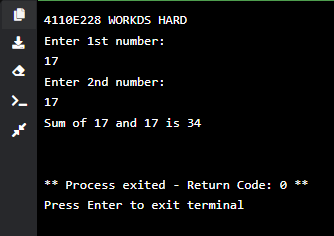 4110E228 WORKDS HARD
Enter 1st number:
17
Enter 2nd number:
17
Sum of 17 and 17 is 34
** Process exited - Return Code: 0 **
Press Enter to exit terminal